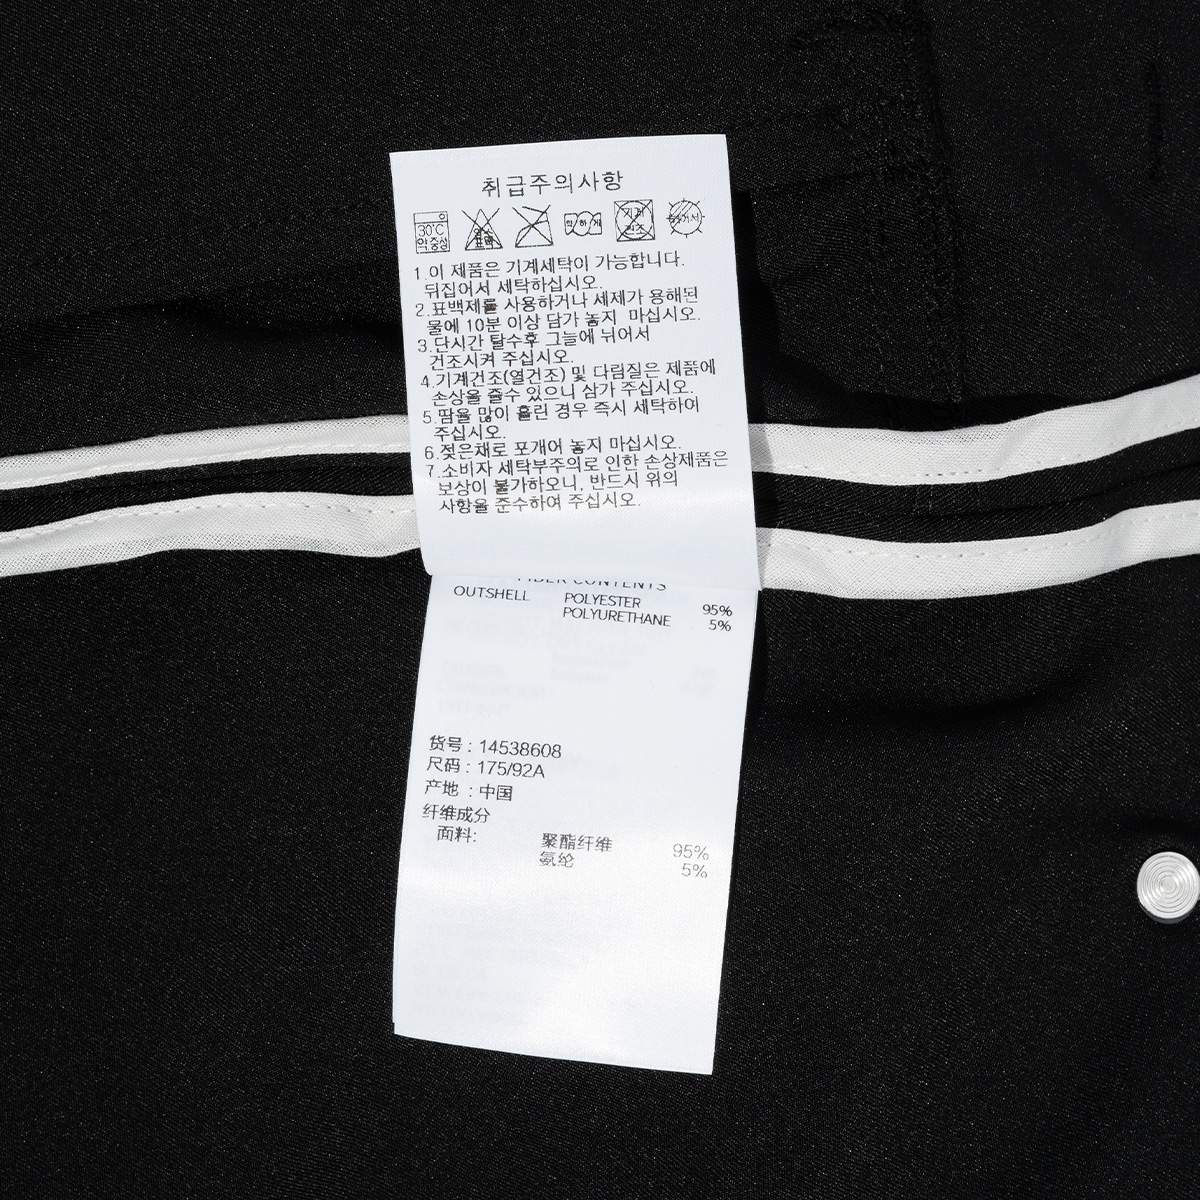 취급주의사항
30℃
약 중성
염소
표백
약 하 게
기계
건조
1.이 제품은 기계세탁이 가능합니다.
뒤집어서 세탁하십시오.
2.표백제를 사용하거나 세제가 용해된
물에 10분 이상 담가 놓지 마십시오.
3.단시간 탈수후 그늘에 뉘어서
건조시켜 주십시오.
4.기계건조(열건조) 및 다림질은 제품에
손상을 줄수 있으니 삼가 주십시오.
5.땀을 많이 흘린 경우 즉시 세탁하여
주십시오.
6.젖은채로 포개어 놓지 마십시오.
7.소비자 세탁부주의로 인한 손상제품은
보상이 불가하오니, 반드시 위의
사항을 준수하여 주십시오.
FIBER CONTENTS
OUTSHELL POLYESTER 95%
POLYURETHANE 5%
货号 : 14538608
尺码 : 175/92A
产地 : 中国
纤维成分
面料: 聚酯纤维 95%
氨纶 5%